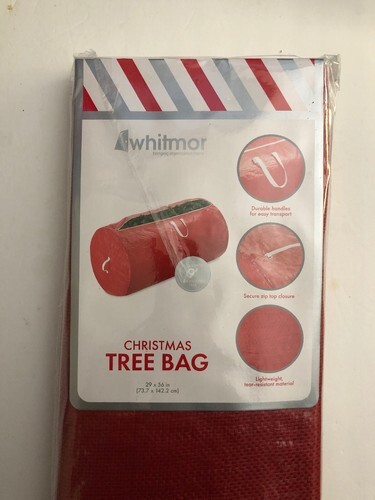 whitmor
Durable handles
for easy transport
Secure zip top closure
CHRISTMAS
TREE BAG
29 x 56 in
(73.7 x 142.2 cm)
Lightweight,
tear-resistant material